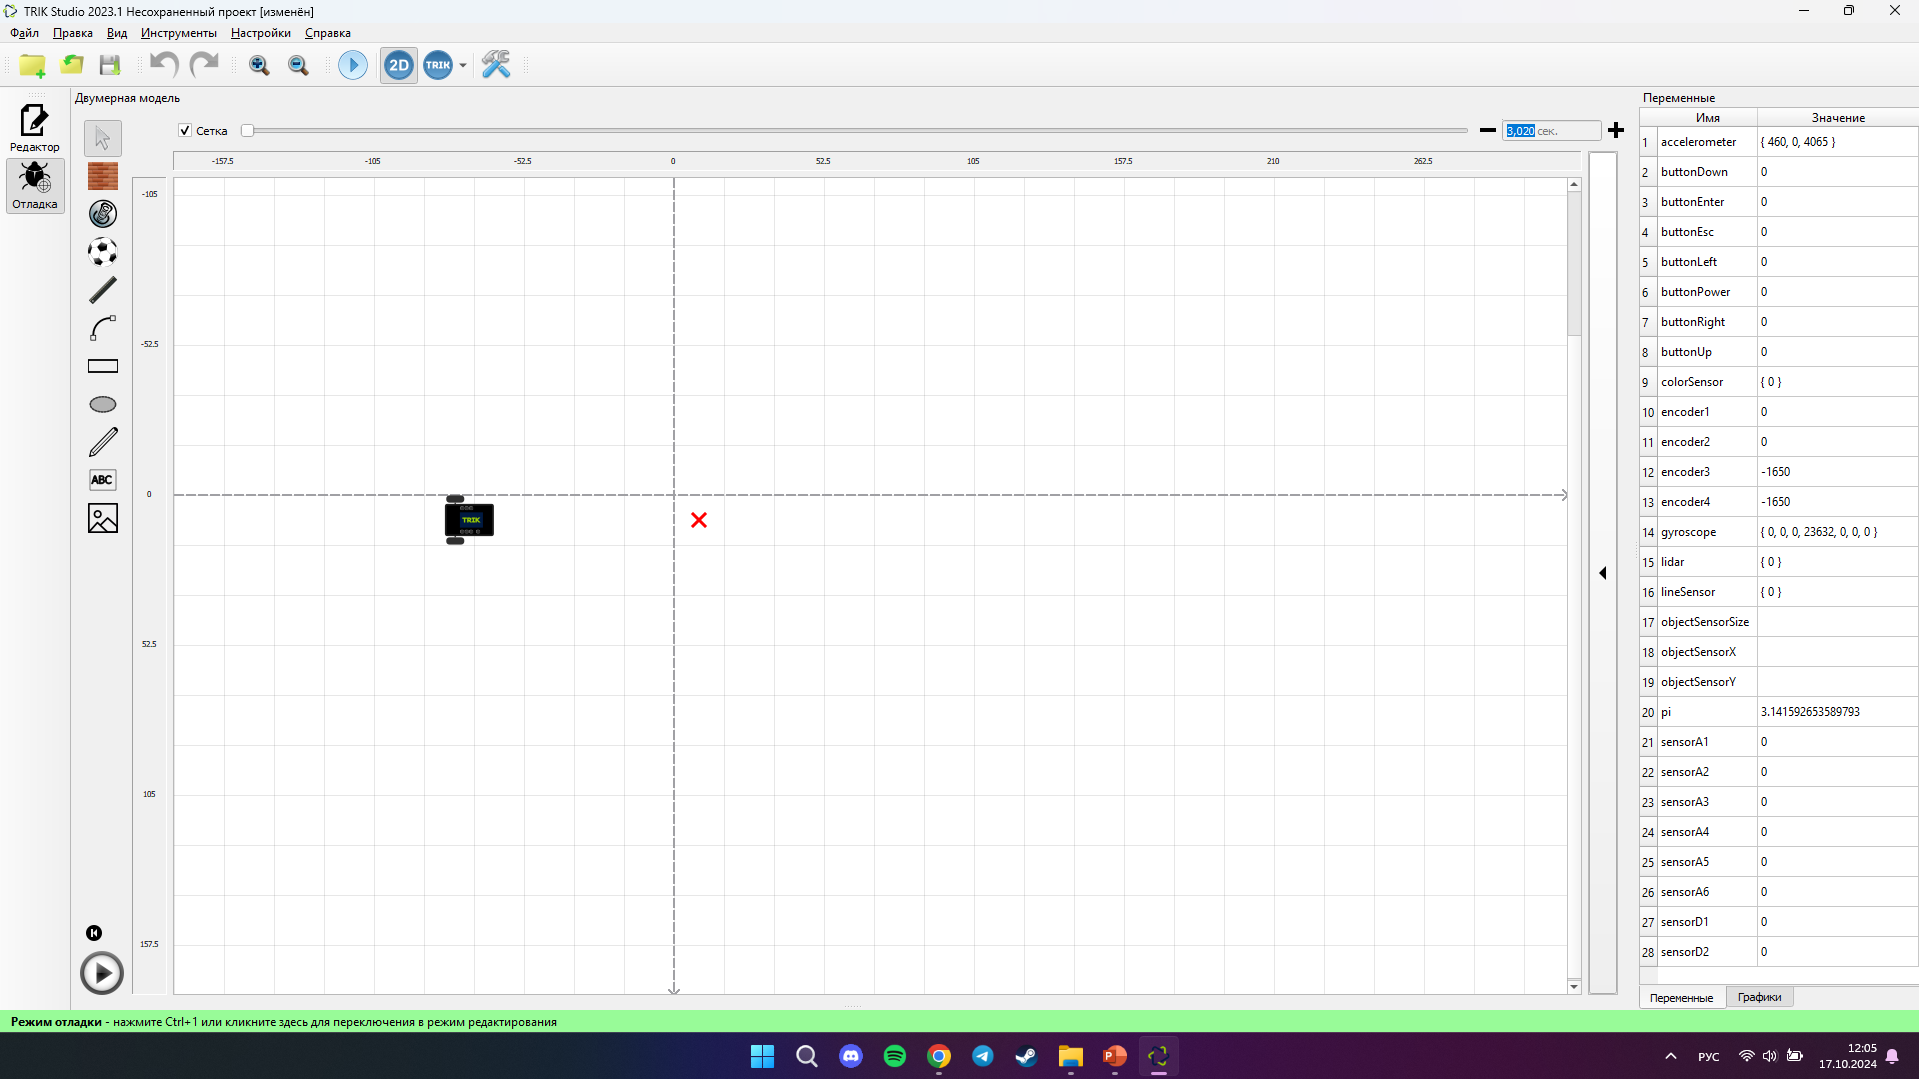 TRIK Studio 2023.1 Несохраненный проект [изменён]
Файл Правка Вид Инструменты Настройки Справка
2D TRIK
Двумерная модель
Переменные
Редактор
Отладка
Сетка
3,020 сек.
-157.5 -105 -52.5 0 52.5 105 157.5 210 262.5
-105
-52.5
0
52.5
105
157.5
TRIK
ABC
Имя Значение
1 accelerometer { 460, 0, 4065 }
2 buttonDown 0
3 buttonEnter 0
4 buttonEsc 0
5 buttonLeft 0
6 buttonPower 0
7 buttonRight 0
8 buttonUp 0
9 colorSensor { 0 }
10 encoder1 0
11 encoder2 0
12 encoder3 -1650
13 encoder4 -1650
14 gyroscope { 0, 0, 0, 23632, 0, 0, 0 }
15 lidar { 0 }
16 lineSensor { 0 }
17 objectSensorSize
18 objectSensorX
19 objectSensorY
20 pi 3.141592653589793
21 sensorA1 0
22 sensorA2 0
23 sensorA3 0
24 sensorA4 0
25 sensorA5 0
26 sensorA6 0
27 sensorD1 0
28 sensorD2 0
Переменные Графики
Режим отладки - нажмите Ctrl+1 или кликните здесь для переключения в режим редактирования
РУС
12:05
17.10.2024